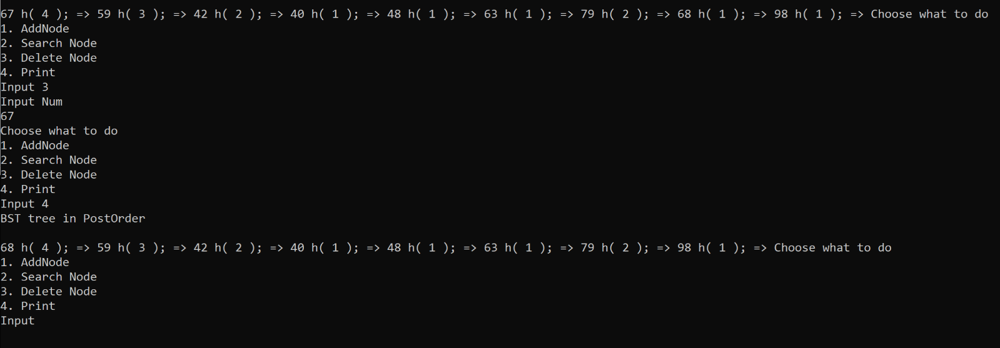 67 h( 4 ); => 59 h( 3 ); => 42 h( 2 ); => 40 h( 1 ); => 48 h( 1 ); => 63 h( 1 ); => 79 h( 2 ); => 68 h( 1 ); => 98 h( 1 ); => Choose what to do
1. AddNode
2. Search Node
3. Delete Node
4. Print
Input 3
Input Num
67
Choose what to do
1. AddNode
2. Search Node
3. Delete Node
4. Print
Input 4
BST tree in PostOrder
68 h( 4 ); => 59 h( 3 ); => 42 h( 2 ); => 40 h( 1 ); => 48 h( 1 ); => 63 h( 1 ); => 79 h( 2 ); => 98 h( 1 ); => Choose what to do
1. AddNode
2. Search Node
3. Delete Node
4. Print
Input